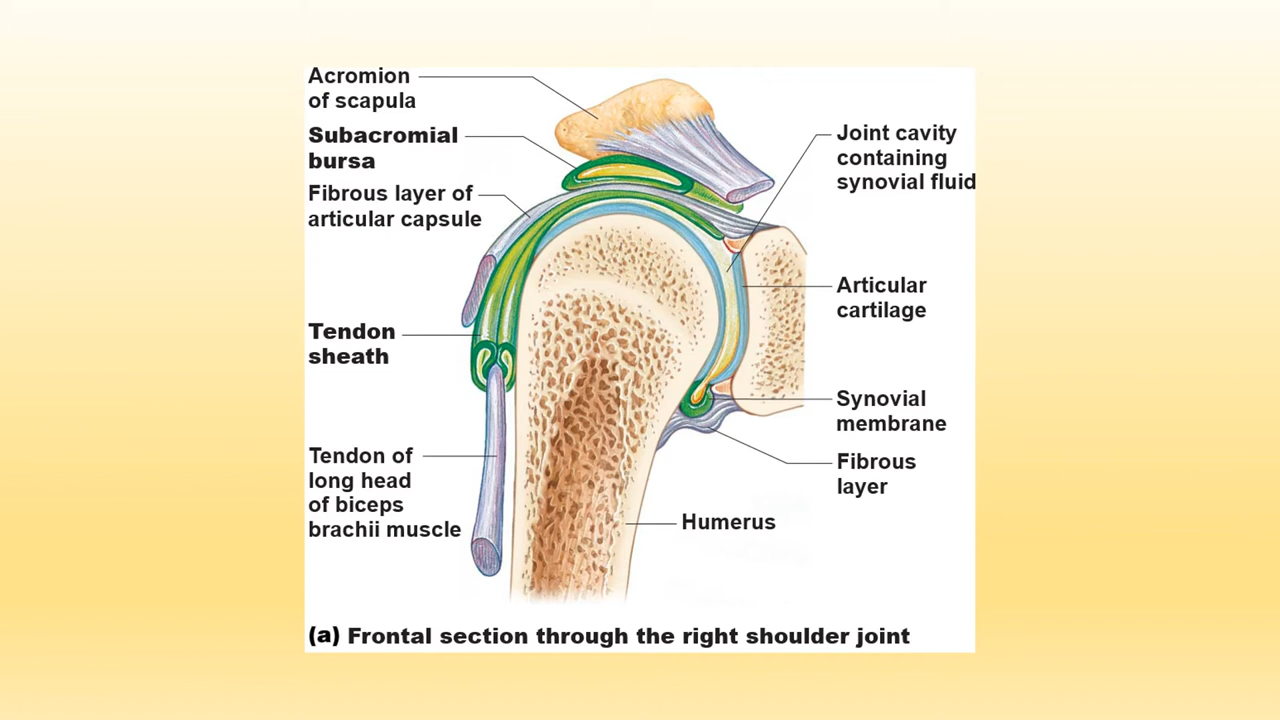 Acromion
of scapula
Subacromial
bursa
Fibrous layer of
articular capsule
Tendon
sheath
Tendon of
long head
of biceps
brachii muscle
Joint cavity
containing
synovial fluid
Articular
cartilage
Synovial
membrane
Fibrous
layer
Humerus
(a) Frontal section through the right shoulder joint